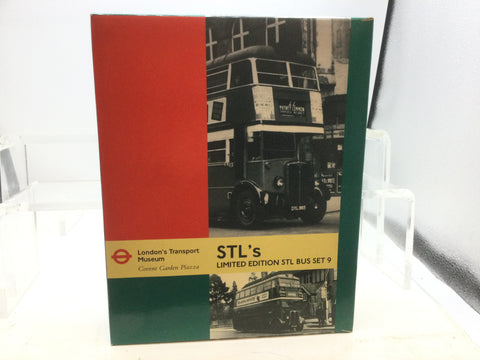 London's Transport
Museum
Covent Garden Piazza
STL's
LIMITED EDITION STL BUS SET 9